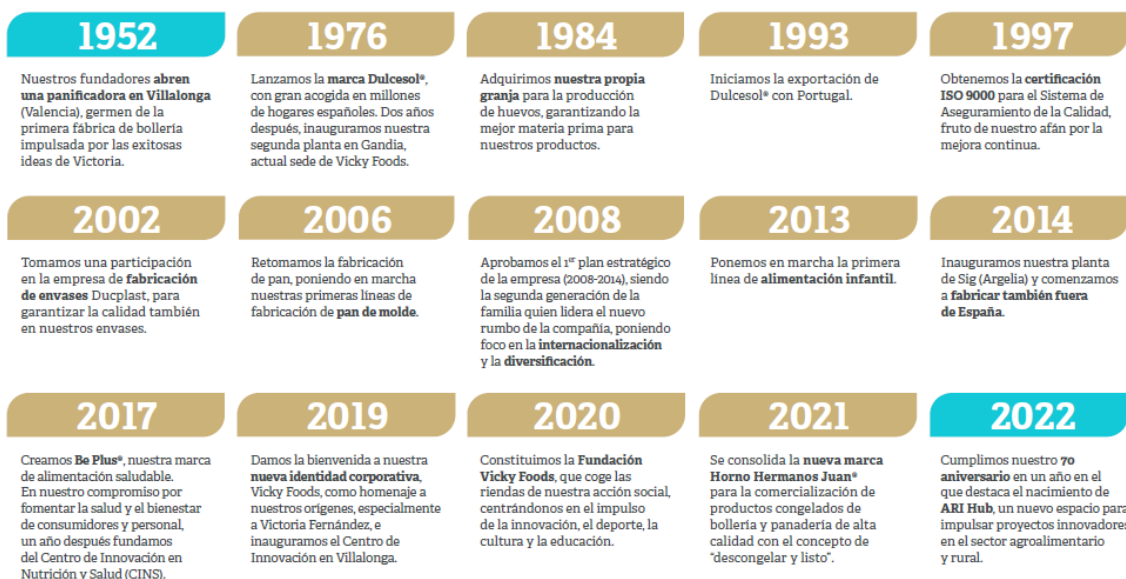 1952
Nuestros fundadores abren
una panificadora en Villalonga
(Valencia), germen de la
primera fábrica de bollería
impulsada por las exitosas
ideas de Victoria.
1976
Lanzamos la marca Dulcesol®,
con gran acogida en millones
de hogares españoles. Dos años
después, inauguramos nuestra
segunda planta en Gandia,
actual sede de Vicky Foods.
1984
Adquirimos nuestra propia
granja para la producción
de huevos, garantizando la
mejor materia prima para
nuestros productos.
1993
Iniciamos la exportación de
Dulcesol® con Portugal.
1997
Obtenemos la certificación
ISO 9000 para el Sistema de
Aseguramiento de la Calidad,
fruto de nuestro afán por la
mejora continua.
2002
Tomamos una participación
en la empresa de fabricación
de envases Ducplast, para
garantizar la calidad también
en nuestros envases.
2006
Retomamos la fabricación
de pan, poniendo en marcha
nuestras primeras líneas de
fabricación de pan de molde.
2008
Aprobamos el 1er plan estratégico
de la empresa (2008-2014), siendo
la segunda generación de la
familia quien lidera el nuevo
rumbo de la compañía, poniendo
foco en la internacionalización
y la diversificación.
2013
Ponemos en marcha la primera
línea de alimentación infantil.
2014
Inauguramos nuestra planta
de Sig (Argelia) y comenzamos
a fabricar también fuera
de España.
2017
Creamos Be Plus®, nuestra marca
de alimentación saludable.
En nuestro compromiso por
fomentar la salud y el bienestar
de consumidores y personal,
un año después fundamos
del Centro de Innovación en
Nutrición y Salud (CINS).
2019
Damos la bienvenida a nuestra
nueva identidad corporativa,
Vicky Foods, como homenaje a
nuestros orígenes, especialmente
a Victoria Fernández, e
inauguramos el Centro de
Innovación en Villalonga.
2020
Constituimos la Fundación
Vicky Foods, que coge las
riendas de nuestra acción social,
centrándonos en el impulso
de la innovación, el deporte, la
cultura y la educación.
2021
Se consolida la nueva marca
Horno Hermanos Juan®
para la comercialización de
productos congelados de
bollería y panadería de alta
calidad con el concepto de
"descongelar y listo".
2022
Cumplimos nuestro 70
aniversario en un año en el
que destaca el nacimiento de
ARI Hub, un nuevo espacio para
impulsar proyectos innovadores
en el sector agroalimentario
y rural.